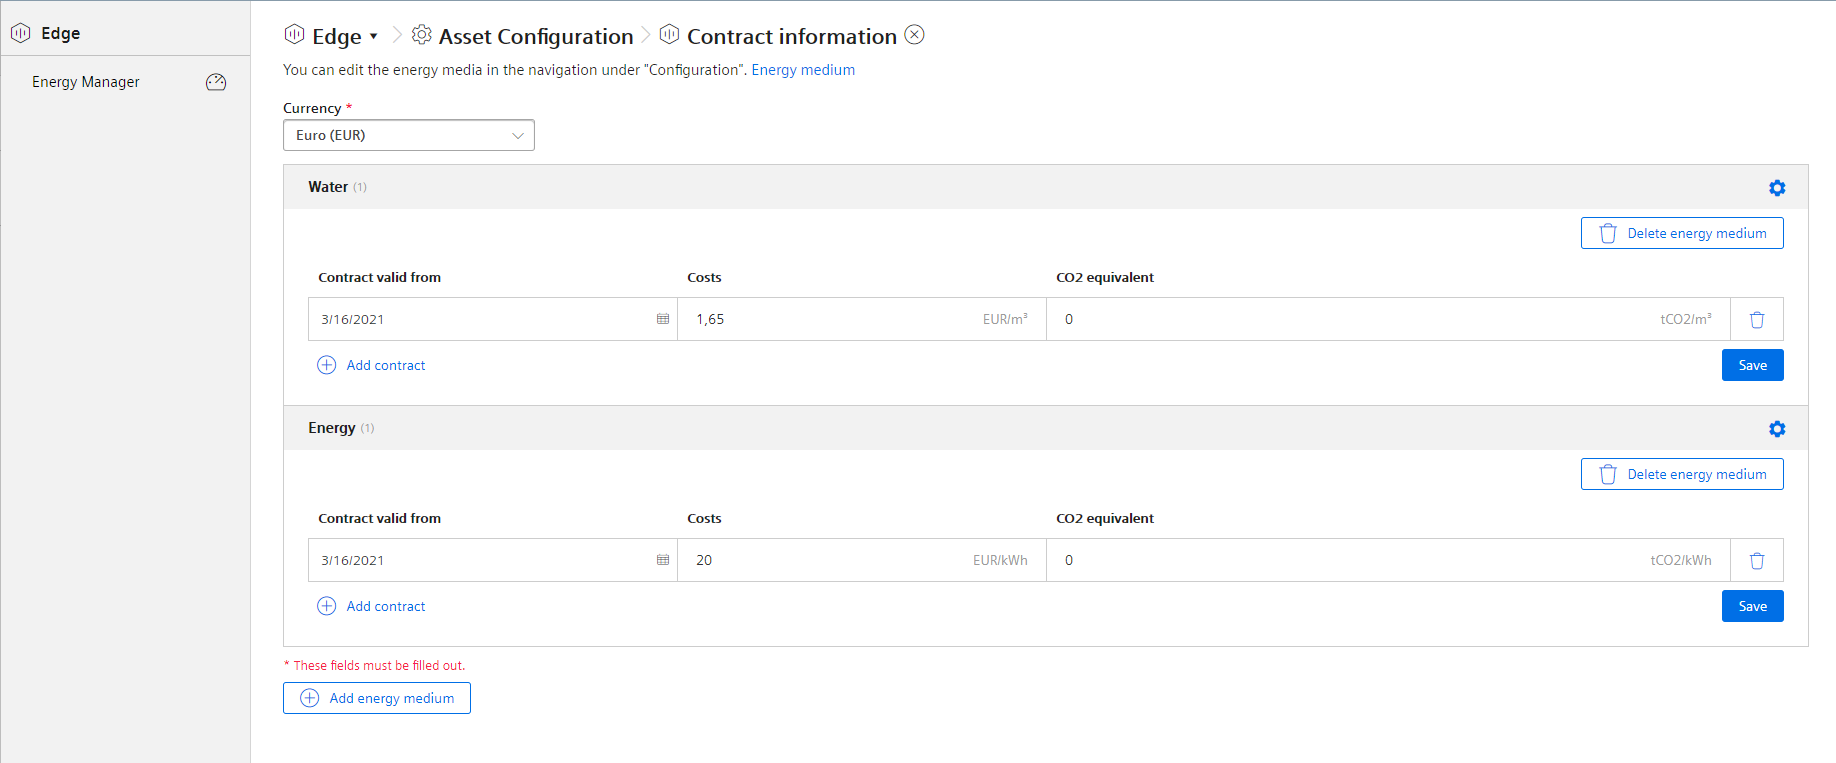 Edge
Energy Manager
Edge Asset Configuration Contract information
You can edit the energy media in the navigation under "Configuration". Energy medium
Currency *
Euro (EUR)
Water (1)
Delete energy medium
Contract valid from Costs CO2 equivalent
3/16/2021 1,65 EUR/m³ 0 tCO2/m³
Add contract Save
Energy (1)
Delete energy medium
Contract valid from Costs CO2 equivalent
3/16/2021 20 EUR/kWh 0 tCO2/kWh
Add contract Save
* These fields must be filled out.
Add energy medium